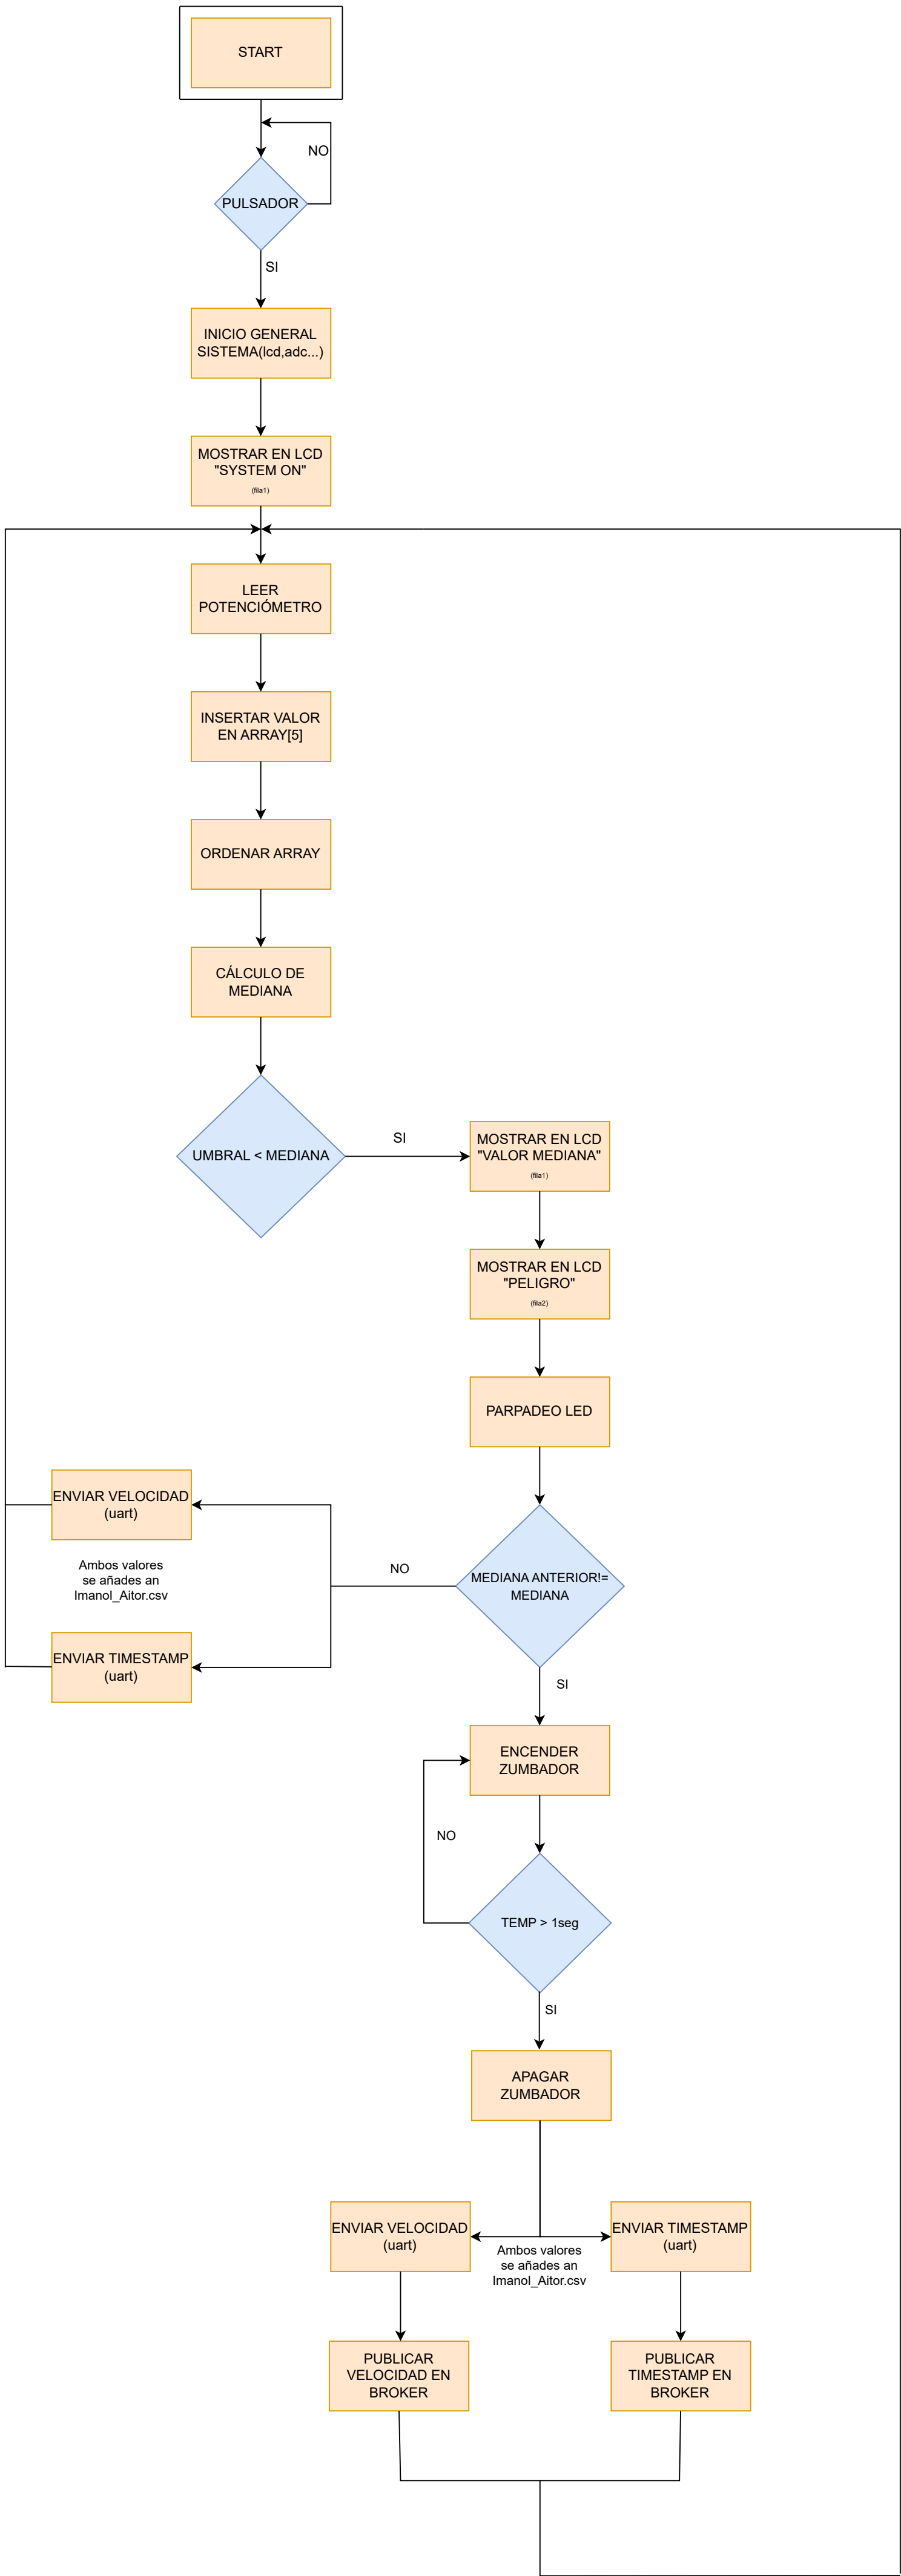 START
NO
PULSADOR
SI
INICIO GENERAL
SISTEMA(lcd,adc...)
MOSTRAR EN LCD
"SYSTEM ON"
(fila1)
LEER
POTENCIÓMETRO
INSERTAR VALOR
EN ARRAY[5]
ORDENAR ARRAY
CÁLCULO DE
MEDIANA
UMBRAL < MEDIANA
SI
MOSTRAR EN LCD
"VALOR MEDIANA"
(fila1)
MOSTRAR EN LCD
"PELIGRO"
(fila2)
PARPADEO LED
MEDIANA ANTERIOR!=
MEDIANA
NO
ENVIAR VELOCIDAD
(uart)
Ambos valores
se añades an
Imanol_Aitor.csv
ENVIAR TIMESTAMP
(uart)
SI
ENCENDER
ZUMBADOR
NO
TEMP > 1seg
SI
APAGAR
ZUMBADOR
ENVIAR VELOCIDAD
(uart)
Ambos valores
se añades an
Imanol_Aitor.csv
ENVIAR TIMESTAMP
(uart)
PUBLICAR
VELOCIDAD EN
BROKER
PUBLICAR
TIMESTAMP EN
BROKER